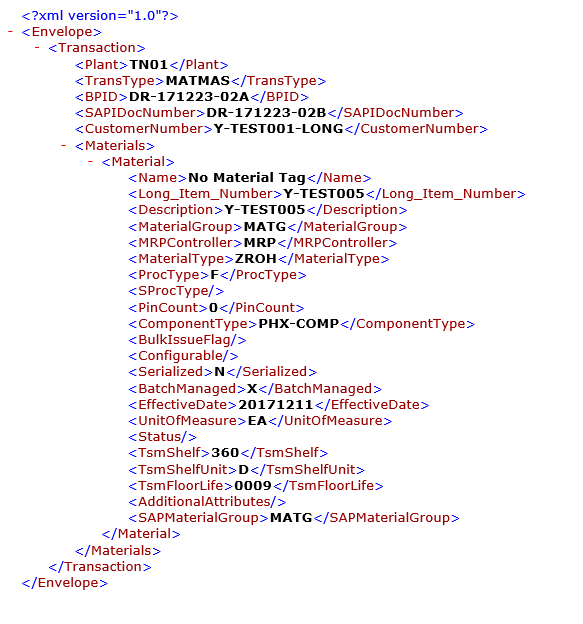 <?xml version="1.0"?>
- <Envelope>
- <Transaction>
<Plant>TN01</Plant>
<TransType>MATMAS</TransType>
<BPID>DR-171223-02A</BPID>
<SAPIDocNumber>DR-171223-02B</SAPIDocNumber>
<CustomerNumber>Y-TEST001-LONG</CustomerNumber>
- <Materials>
- <Material>
<Name>No Material Tag</Name>
<Long_Item_Number>Y-TEST005</Long_Item_Number>
<Description>Y-TEST005</Description>
<MaterialGroup>MATG</MaterialGroup>
<MRPController>MRP</MRPController>
<MaterialType>ZROH</MaterialType>
<ProcType>F</ProcType>
<SProcType/>
<PinCount>0</PinCount>
<ComponentType>PHX-COMP</ComponentType>
<BulkIssueFlag/>
<Configurable/>
<Serialized>N</Serialized>
<BatchManaged>X</BatchManaged>
<EffectiveDate>20171211</EffectiveDate>
<UnitOfMeasure>EA</UnitOfMeasure>
<Status/>
<TsmShelf>360</TsmShelf>
<TsmShelfUnit>D</TsmShelfUnit>
<TsmFloorLife>0009</TsmFloorLife>
<AdditionalAttributes/>
<SAPMaterialGroup>MATG</SAPMaterialGroup>
</Material>
</Materials>
</Transaction>
</Envelope>